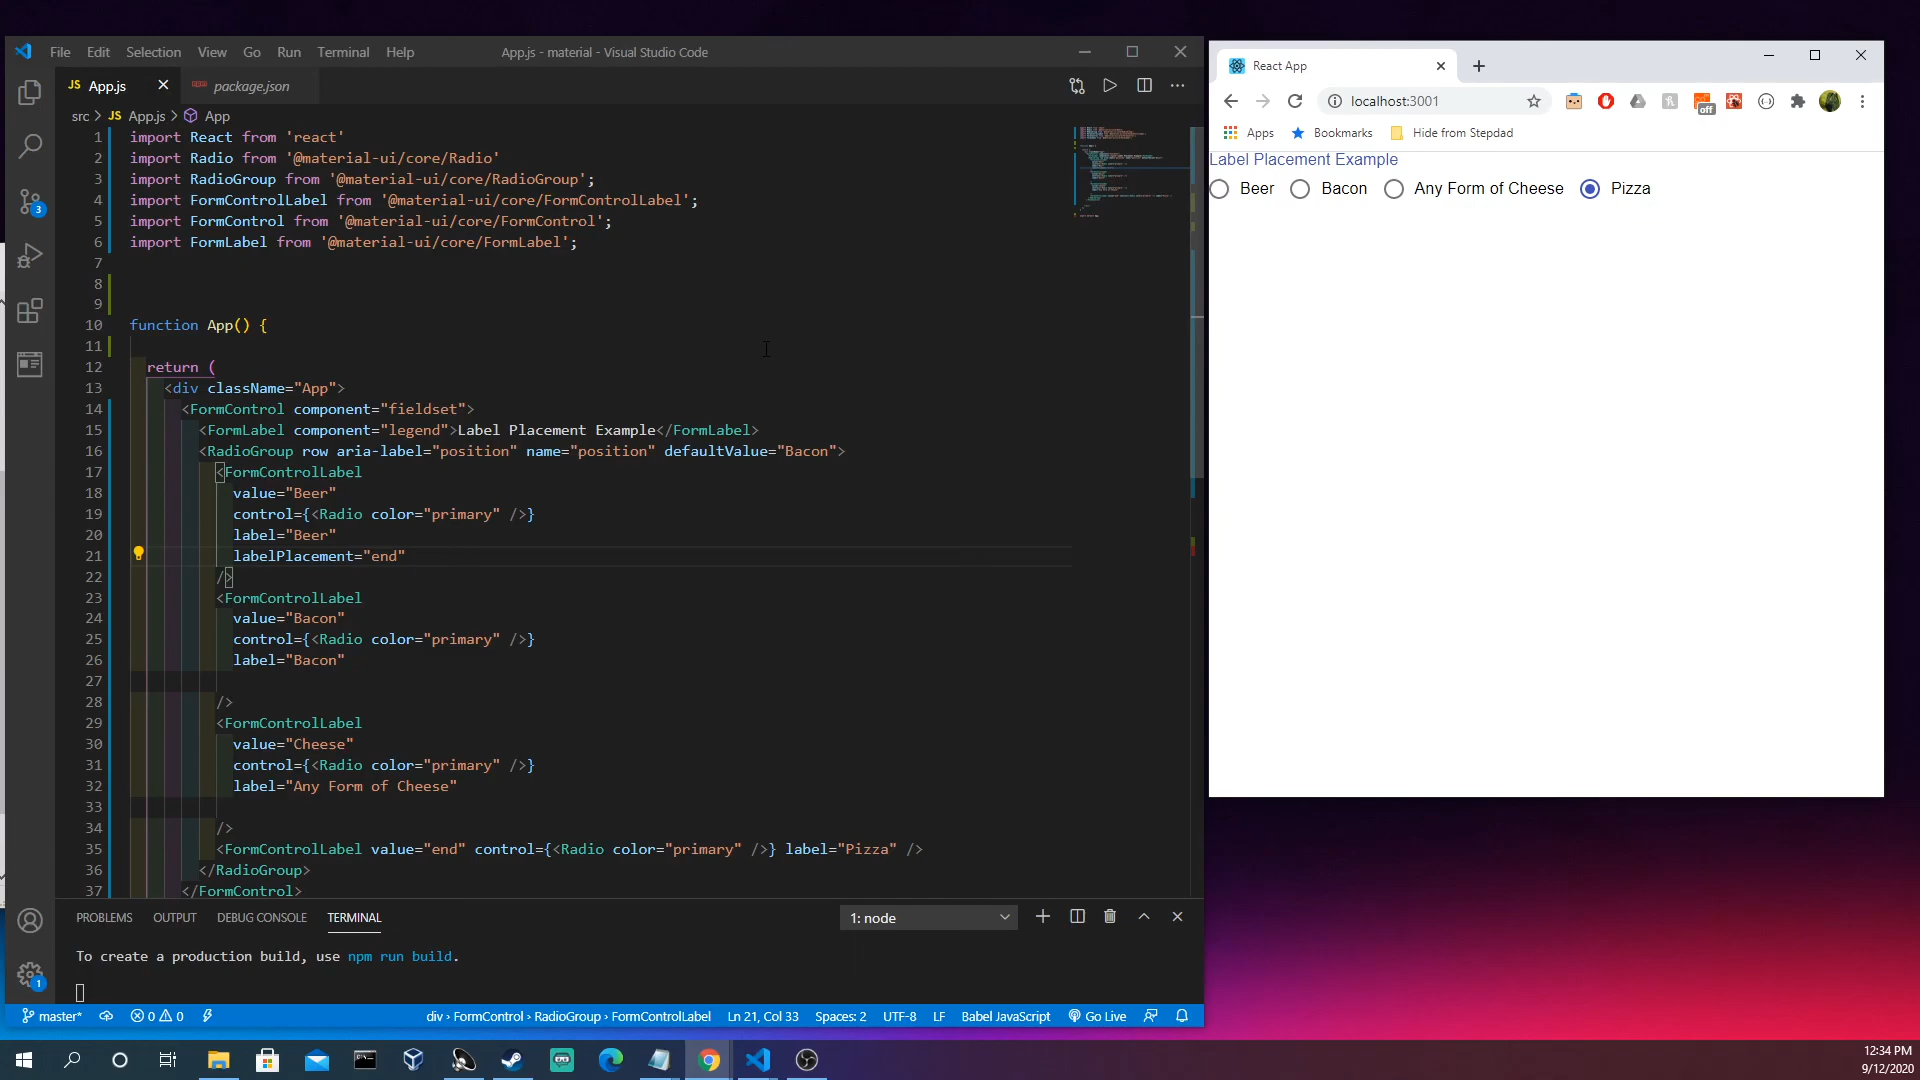 File Edit Selection View Go Run Terminal Help App.js - material - Visual Studio Code
JS App.js package.json
src > JS App.js > App
1 import React from 'react'
2 import Radio from '@material-ui/core/Radio'
3 import RadioGroup from '@material-ui/core/RadioGroup';
4 import FormControlLabel from '@material-ui/core/FormControlLabel';
5 import FormControl from '@material-ui/core/FormControl';
6 import FormLabel from '@material-ui/core/FormLabel';
7
8
9
10 function App() {
11
12 return (
13 <div className="App">
14 <FormControl component="fieldset">
15 <FormLabel component="legend">Label Placement Example</FormLabel>
16 <RadioGroup row aria-label="position" name="position" defaultValue="Bacon">
17 <FormControlLabel
18 value="Beer"
19 control={<Radio color="primary" />}
20 label="Beer"
21 labelPlacement="end"
22 />
23 <FormControlLabel
24 value="Bacon"
25 control={<Radio color="primary" />}
26 label="Bacon"
27
28 />
29 <FormControlLabel
30 value="Cheese"
31 control={<Radio color="primary" />}
32 label="Any Form of Cheese"
33
34 />
35 <FormControlLabel value="end" control={<Radio color="primary" />} label="Pizza" />
36 </RadioGroup>
37 </FormControl>
3
1
PROBLEMS OUTPUT DEBUG CONSOLE TERMINAL 1: node
To create a production build, use npm run build.
master* 0 0 div › FormControl › RadioGroup › FormControlLabel Ln 21, Col 33 Spaces: 2 UTF-8 LF Babel JavaScript Go Live
React App
localhost:3001
off
Apps Bookmarks Hide from Stepdad
Label Placement Example
Beer Bacon Any Form of Cheese Pizza
12:34 PM
9/12/2020